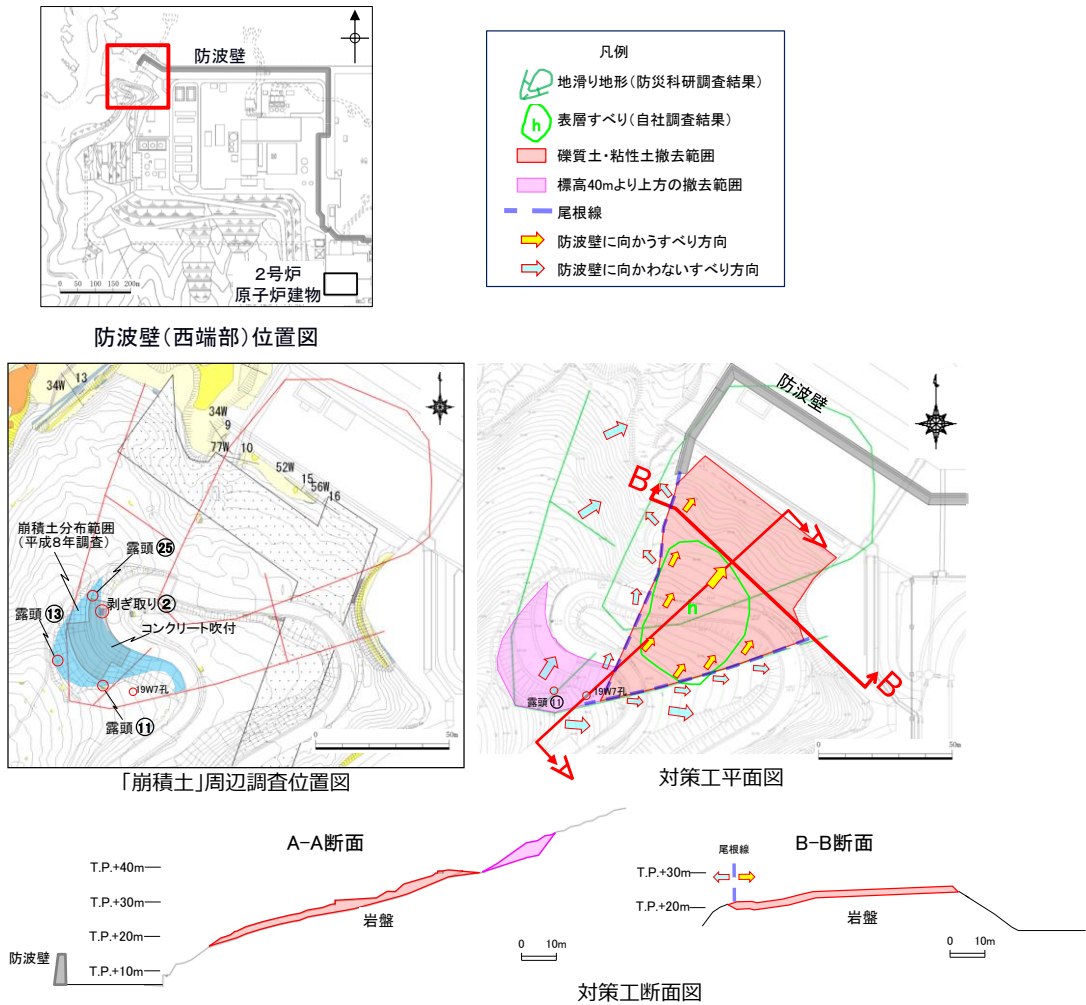 防波壁
0 50 100 150 200m
2号炉
原子炉建物
防波壁(西端部)位置図
凡例
地滑り地形(防災科研調査結果)
h
表層すべり(自社調査結果)
礫質土・粘性土撤去範囲
標高40mより上方の撤去範囲
尾根線
防波壁に向かうすべり方向
防波壁に向かわないすべり方向
34W 13
34W
9
77W 10
52W
15
56W
16
崩積土分布範囲
(平成8年調査)
露頭㉕
剥ぎ取り②
露頭⑬
コンクリート吹付
19W7孔
露頭⑪
0 50m
「崩積土」周辺調査位置図
防波壁
B
A
h
19W7孔
露頭⑪
B
A
0 50m
対策工平面図
A-A断面
T.P.+40m
T.P.+30m
T.P.+20m
T.P.+10m
防波壁
岩盤
0 10m
B-B断面
尾根線
T.P.+30m
T.P.+20m
岩盤
0 10m
対策工断面図